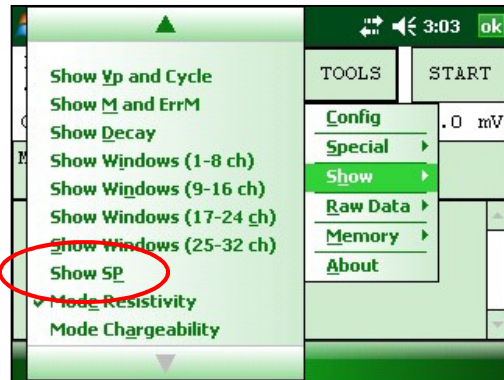 3:03 ok
TOOLS START
.0 mV
Show Vp and Cycle
Show M and ErrM
Show Decay
Show Windows (1-8 ch)
Show Windows (9-16 ch)
Show Windows (17-24 ch)
Show Windows (25-32 ch)
Show SP
Mode Resistivity
Mode Chargeability
Config
Special
Show
Raw Data
Memory
About